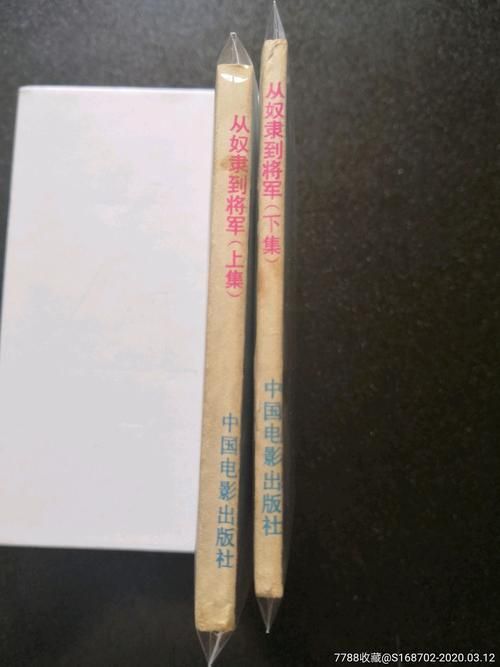 从奴隶到将军(上集)
中国电影出版社
从奴隶到将军(下集)
中国电影出版社
7788收藏@S168702-2020.03.12